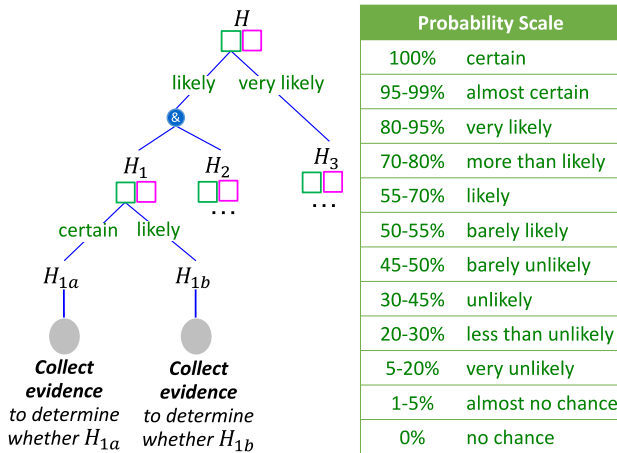 H
likely very likely
&
H₁ H₂ H₃
... ...
certain likely
H₁ₐ H₁b
Collect
evidence
to determine
whether H₁ₐ
Collect
evidence
to determine
whether H₁b
Probability Scale
100% certain
95-99% almost certain
80-95% very likely
70-80% more than likely
55-70% likely
50-55% barely likely
45-50% barely unlikely
30-45% unlikely
20-30% less than unlikely
5-20% very unlikely
1-5% almost no chance
0% no chance